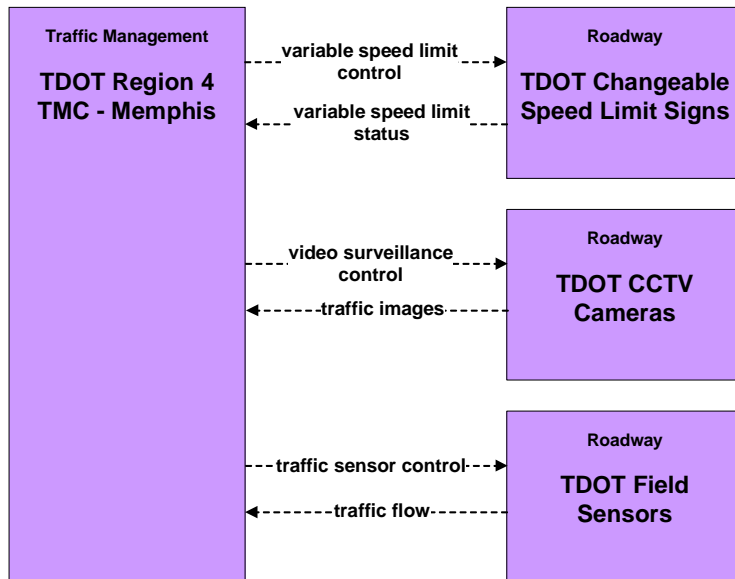 Traffic Management
TDOT Region 4
TMC - Memphis
variable speed limit
control
variable speed limit
status
Roadway
TDOT Changeable
Speed Limit Signs
video surveillance
control
traffic images
Roadway
TDOT CCTV
Cameras
traffic sensor control
traffic flow
Roadway
TDOT Field
Sensors